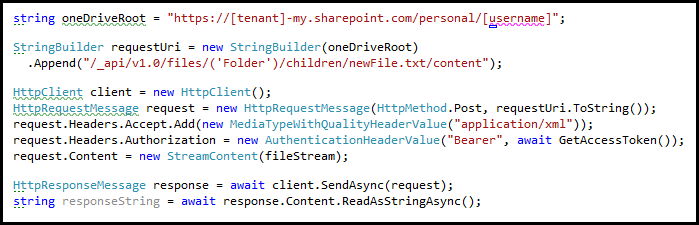 string oneDriveRoot = "https://[tenant]-my.sharepoint.com/personal/[username]";
StringBuilder requestUri = new StringBuilder(oneDriveRoot)
.Append("/_api/v1.0/files/('Folder')/children/newFile.txt/content");
HttpClient client = new HttpClient();
HttpRequestMessage request = new HttpRequestMessage(HttpMethod.Post, requestUri.ToString());
request.Headers.Accept.Add(new MediaTypeWithQualityHeaderValue("application/xml"));
request.Headers.Authorization = new AuthenticationHeaderValue("Bearer", await GetAccessToken());
request.Content = new StreamContent(fileStream);
HttpResponseMessage response = await client.SendAsync(request);
string responseString = await response.Content.ReadAsStringAsync();